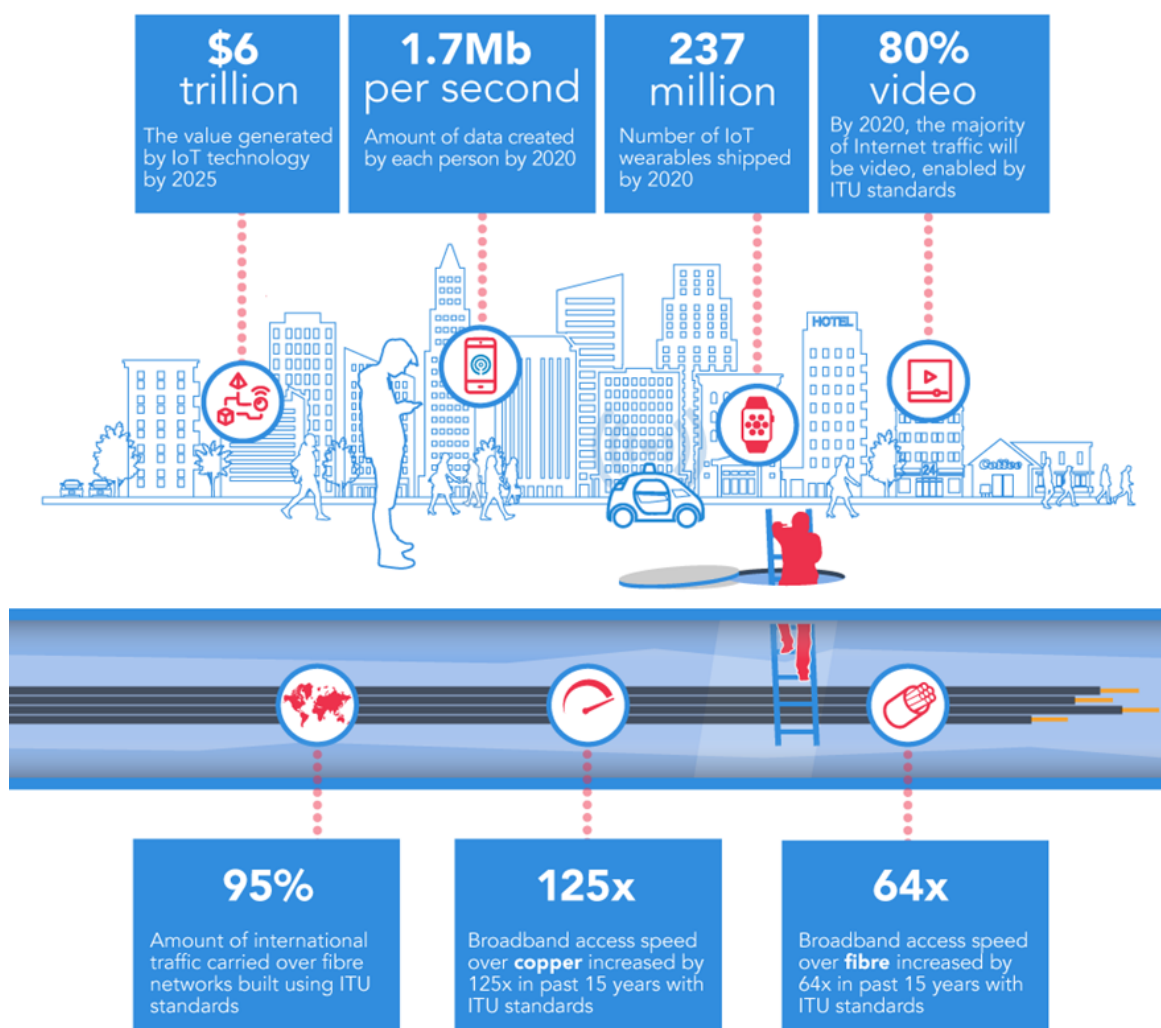 $6
trillion
The value generated
by IoT technology
by 2025
1.7Mb
per second
Amount of data created
by each person by 2020
237
million
Number of IoT
wearables shipped
by 2020
80%
video
By 2020, the majority
of Internet traffic will
be video, enabled by
ITU standards
HOTEL
24
Coffee
95%
Amount of international
traffic carried over fibre
networks built using ITU
standards
125x
Broadband access speed
over copper increased by
125x in past 15 years with
ITU standards
64x
Broadband access speed
over fibre increased by
64x in past 15 years with
ITU standards